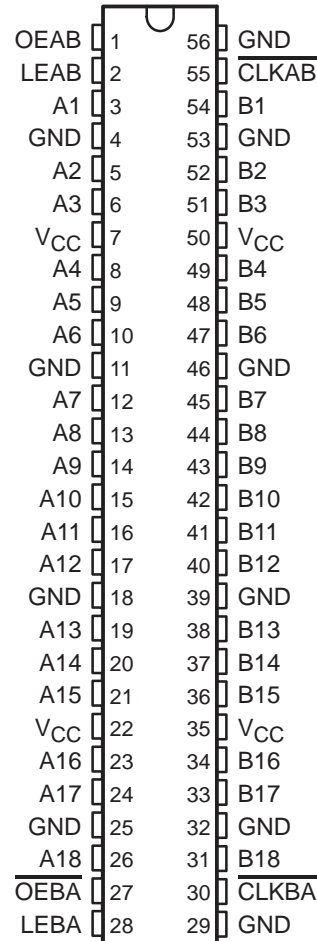 OEAB 1 56 GND
LEAB 2 55 C̅L̅K̅A̅B̅
A1 3 54 B1
GND 4 53 GND
A2 5 52 B2
A3 6 51 B3
VCC 7 50 VCC
A4 8 49 B4
A5 9 48 B5
A6 10 47 B6
GND 11 46 GND
A7 12 45 B7
A8 13 44 B8
A9 14 43 B9
A10 15 42 B10
A11 16 41 B11
A12 17 40 B12
GND 18 39 GND
A13 19 38 B13
A14 20 37 B14
A15 21 36 B15
VCC 22 35 VCC
A16 23 34 B16
A17 24 33 B17
GND 25 32 GND
A18 26 31 B18
O̅E̅B̅A̅ 27 30 C̅L̅K̅B̅A̅
LEBA 28 29 GND